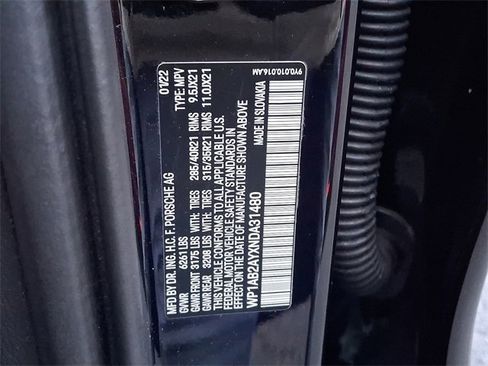 MFD BY DR. ING. H.C. F. PORSCHE AG 01/22
GVWR 6261 LBS TYPE: MPV
GAWR FRONT 3175 LBS WITH: TIRES 285/40R21 RIMS 9.5JX21
GAWR REAR 3208 LBS WITH: TIRES 315/35R21 RIMS 11.0JX21
THIS VEHICLE CONFORMS TO ALL APPLICABLE U.S.
FEDERAL MOTOR VEHICLE SAFETY STANDARDS IN
EFFECT ON THE DATE OF MANUFACTURE SHOWN ABOVE
WP1AB2AYXNDA31480 MADE IN SLOVAKIA
9Y0.010.016.AM